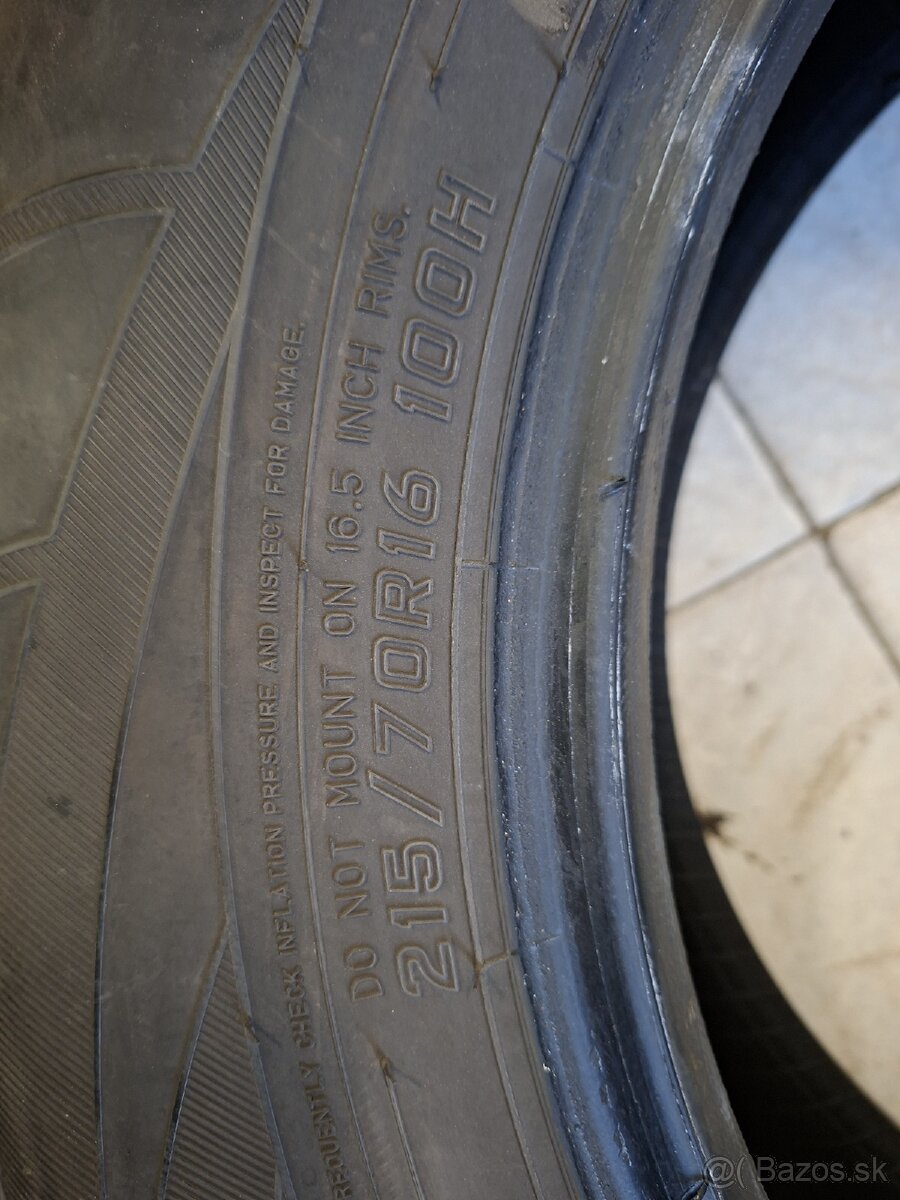 FREQUENTLY CHECK INFLATION PRESSURE AND INSPECT FOR DAMAGE.
DO NOT MOUNT ON 16.5 INCH RIMS.
215/70R16 100H
@( Bazos.sk